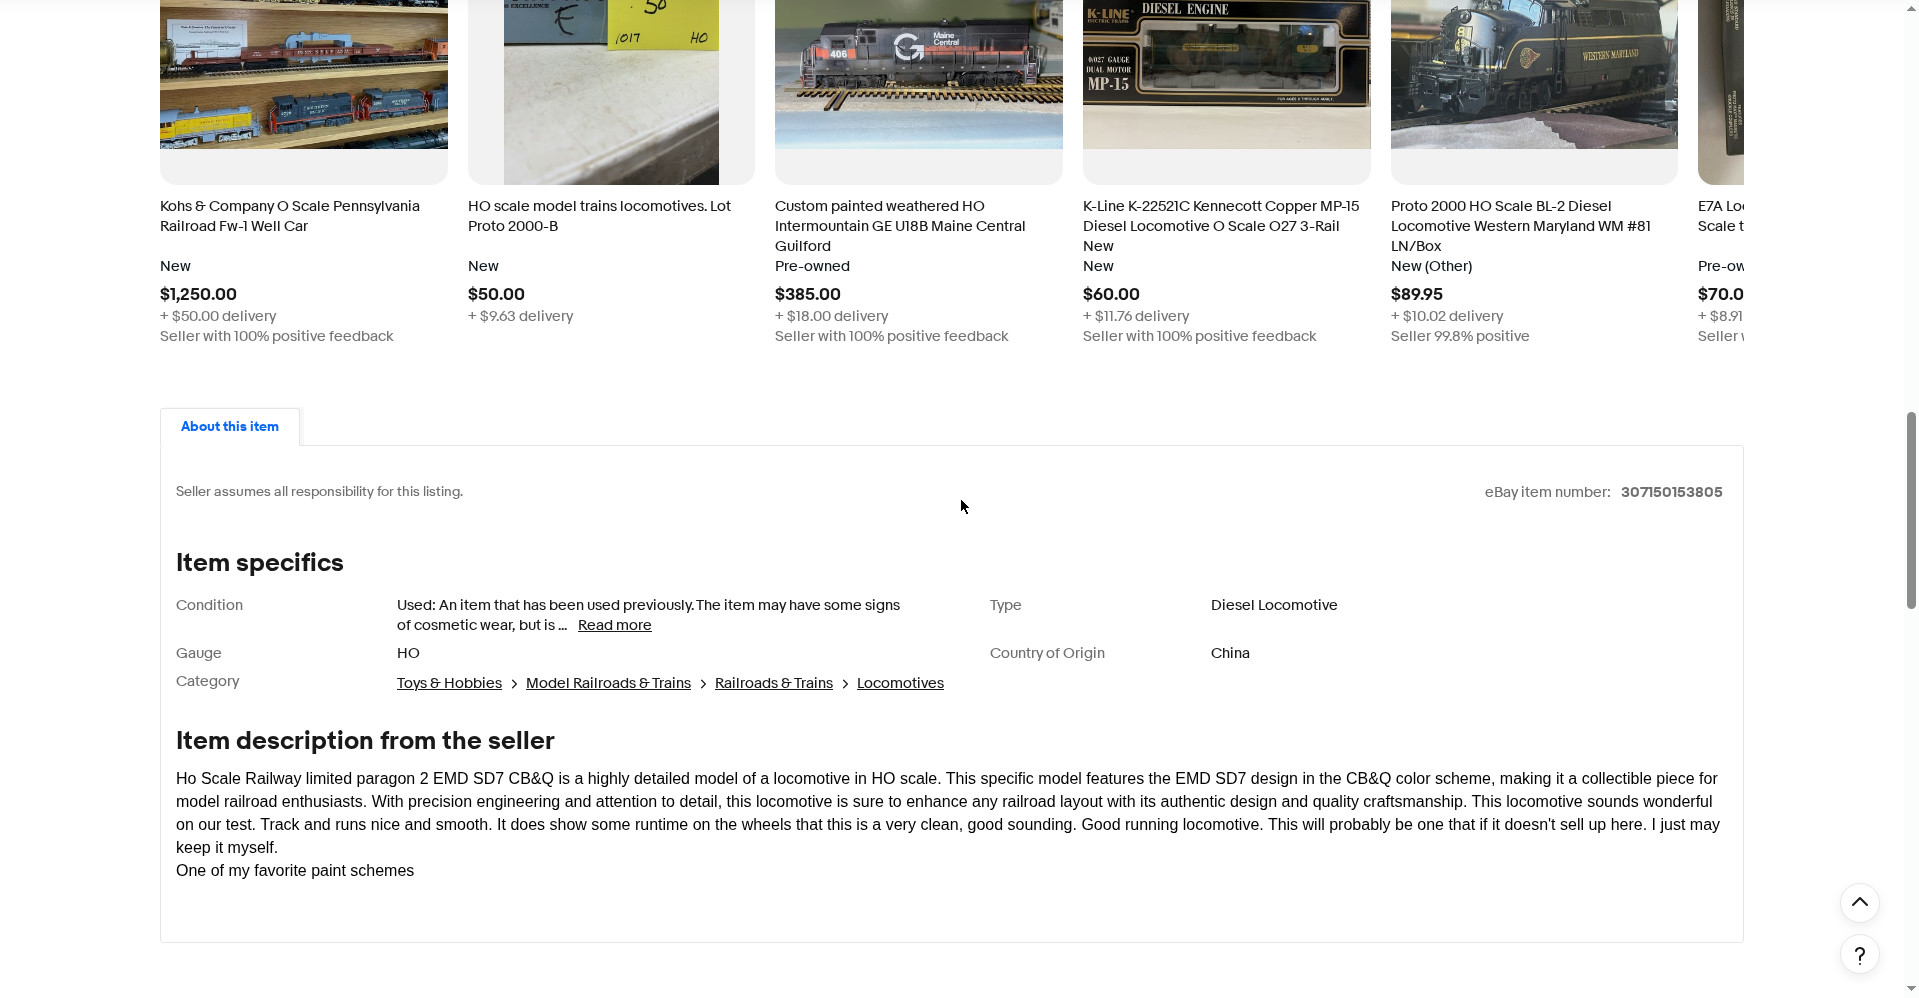 EXCELLENCE
E
50
1017 HO
406
Maine
Central
K-LINE
ELECTRIC TRAINS
DIESEL ENGINE
0/027 GAUGE
DUAL MOTOR
MP-15
FOR AGES 8 THROUGH ADULT.
81
WESTERN MARYLAND
Kohs & Company O Scale Pennsylvania
Railroad Fw-1 Well Car
New
$1,250.00
+ $50.00 delivery
Seller with 100% positive feedback
HO scale model trains locomotives. Lot
Proto 2000-B
New
$50.00
+ $9.63 delivery
Custom painted weathered HO
Intermountain GE U18B Maine Central
Guilford
Pre-owned
$385.00
+ $18.00 delivery
Seller with 100% positive feedback
K-Line K-22521C Kennecott Copper MP-15
Diesel Locomotive O Scale O27 3-Rail
New
New
$60.00
+ $11.76 delivery
Seller with 100% positive feedback
Proto 2000 HO Scale BL-2 Diesel
Locomotive Western Maryland WM #81
LN/Box
New (Other)
$89.95
+ $10.02 delivery
Seller 99.8% positive
E7A Lo
Scale t
Pre-ow
$70.0
+ $8.91
Seller
About this item
Seller assumes all responsibility for this listing.
eBay item number: 307150153805
Item specifics
Condition
Used: An item that has been used previously. The item may have some signs
of cosmetic wear, but is ... Read more
Type
Diesel Locomotive
Gauge
HO
Country of Origin
China
Category
Toys & Hobbies > Model Railroads & Trains > Railroads & Trains > Locomotives
Item description from the seller
Ho Scale Railway limited paragon 2 EMD SD7 CB&Q is a highly detailed model of a locomotive in HO scale. This specific model features the EMD SD7 design in the CB&Q color scheme, making it a collectible piece for
model railroad enthusiasts. With precision engineering and attention to detail, this locomotive is sure to enhance any railroad layout with its authentic design and quality craftsmanship. This locomotive sounds wonderful
on our test. Track and runs nice and smooth. It does show some runtime on the wheels that this is a very clean, good sounding. Good running locomotive. This will probably be one that if it doesn't sell up here. I just may
keep it myself.
One of my favorite paint schemes
?